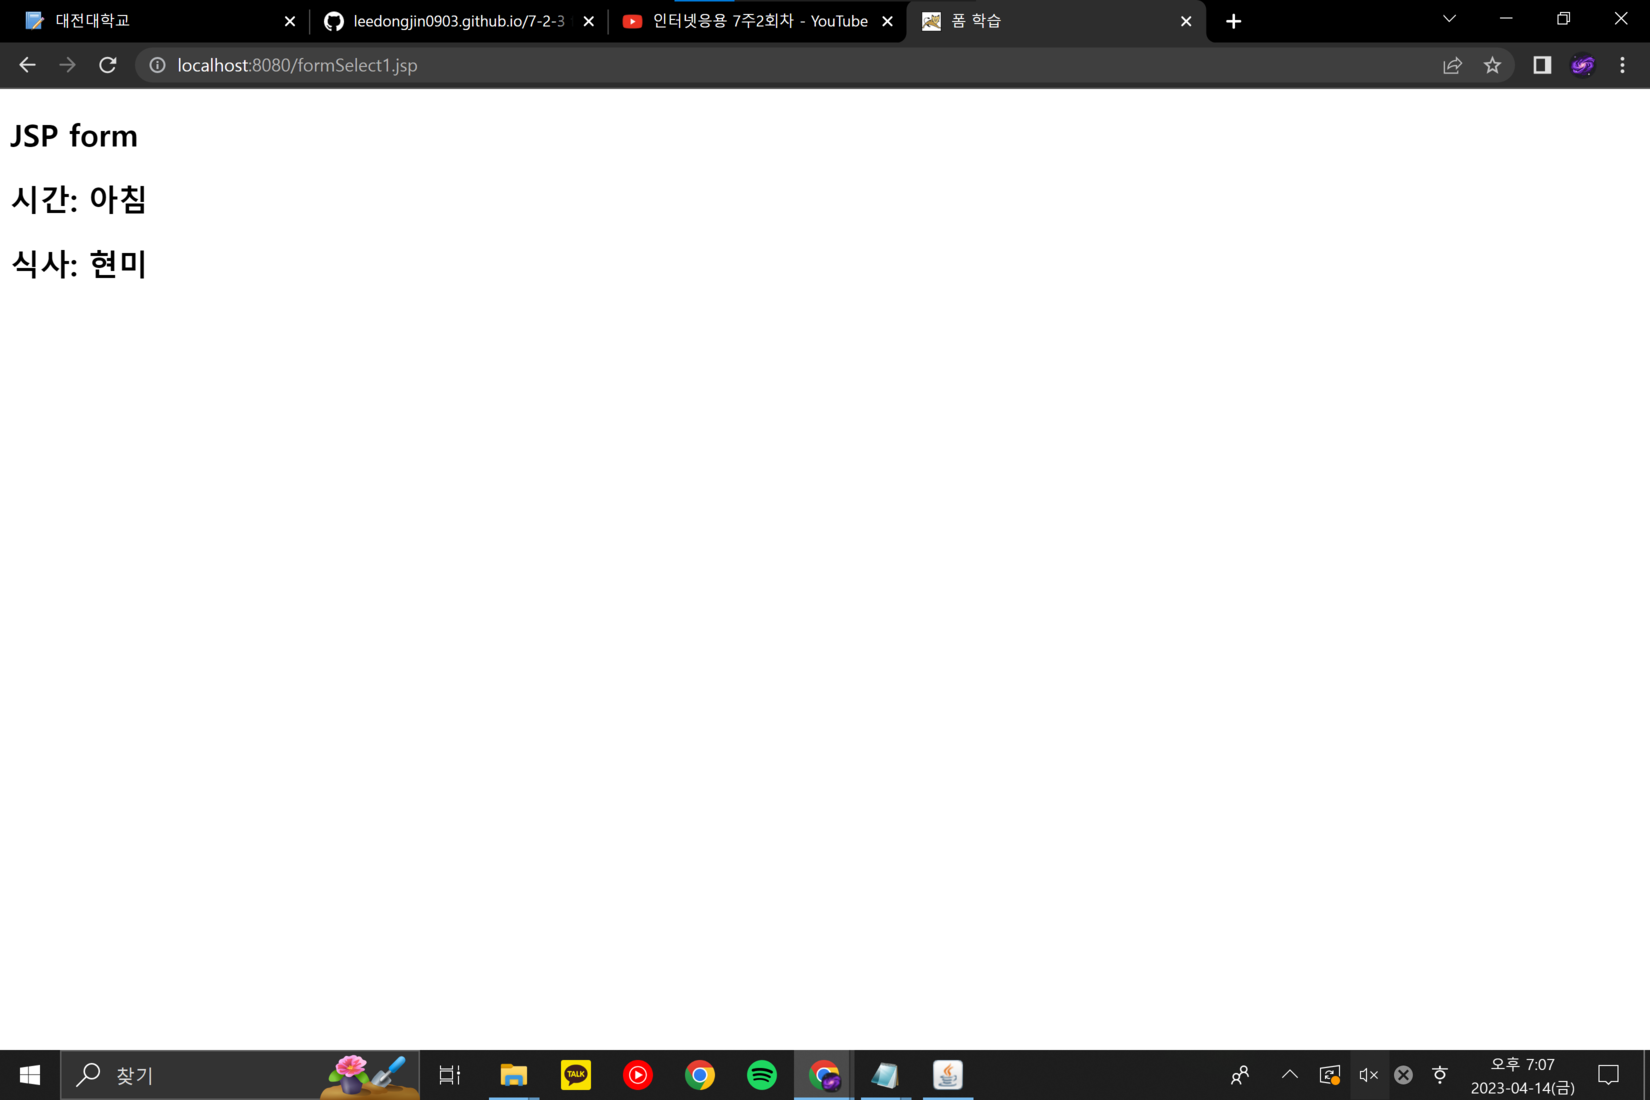 대전대학교
leedongjin0903.github.io/7-2-3
인터넷응용 7주2회차 - YouTube
폼 학습
localhost:8080/formSelect1.jsp
JSP form
시간: 아침
식사: 현미
찾기
TALK
오후 7:07
2023-04-14(금)